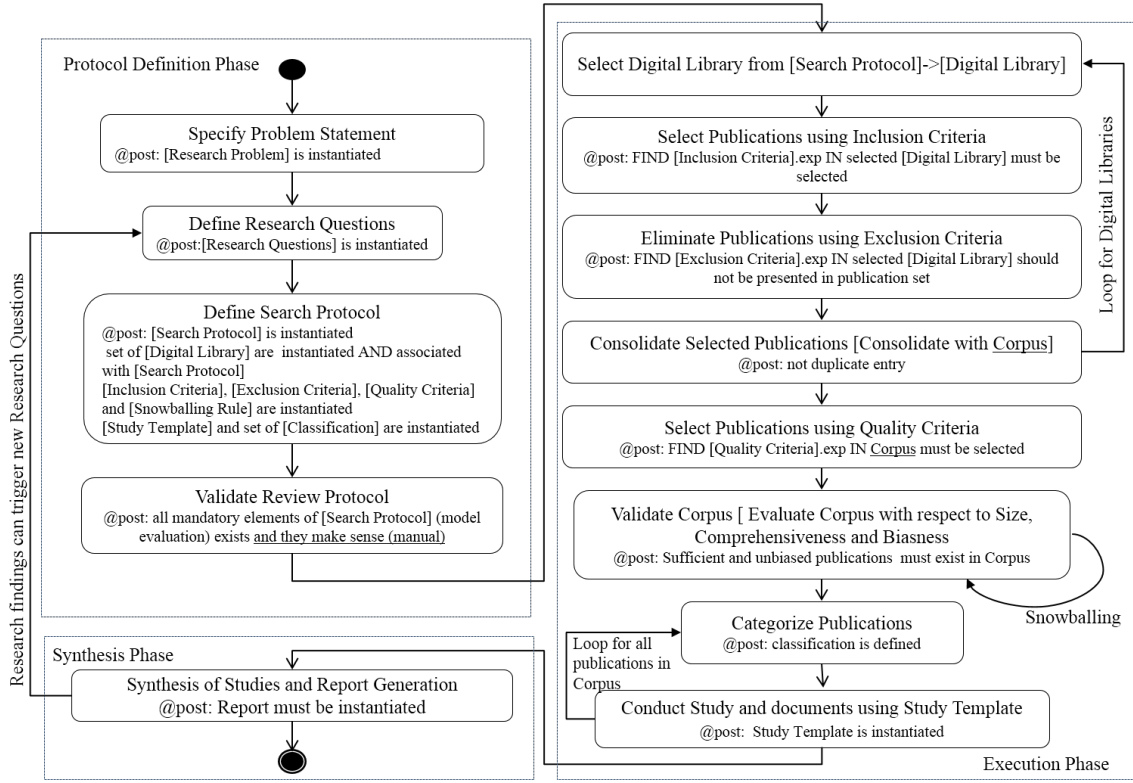 Protocol Definition Phase
Specify Problem Statement
@post: [Research Problem] is instantiated
Define Research Questions
@post:[Research Questions] is instantiated
Define Search Protocol
@post: [Search Protocol] is instantiated
set of [Digital Library] are instantiated AND associated
with [Search Protocol]
[Inclusion Criteria], [Exclusion Criteria], [Quality Criteria]
and [Snowballing Rule] are instantiated
[Study Template] and set of [Classification] are instantiated
Validate Review Protocol
@post: all mandatory elements of [Search Protocol] (model
evaluation) exists and they make sense (manual)
Research findings can trigger new Research Questions
Select Digital Library from [Search Protocol]->[Digital Library]
Select Publications using Inclusion Criteria
@post: FIND [Inclusion Criteria].exp IN selected [Digital Library] must be
selected
Eliminate Publications using Exclusion Criteria
@post: FIND [Exclusion Criteria].exp IN selected [Digital Library] should
not be presented in publication set
Consolidate Selected Publications [Consolidate with Corpus]
@post: not duplicate entry
Loop for Digital Libraries
Select Publications using Quality Criteria
@post: FIND [Quality Criteria].exp IN Corpus must be selected
Validate Corpus [ Evaluate Corpus with respect to Size,
Comprehensiveness and Biasness
@post: Sufficient and unbiased publications must exist in Corpus
Snowballing
Categorize Publications
@post: classification is defined
Loop for all
publications in
Corpus
Conduct Study and documents using Study Template
@post: Study Template is instantiated
Execution Phase
Synthesis Phase
Synthesis of Studies and Report Generation
@post: Report must be instantiated